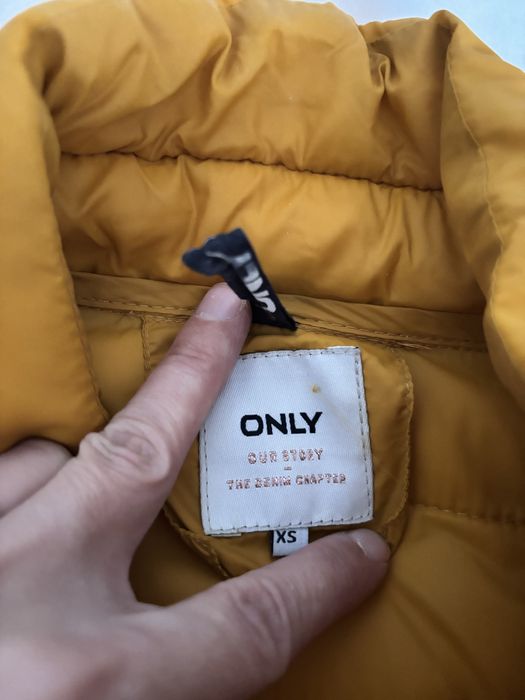 ONLY
OUR STORY
THE DENIM CHAPTER
XS